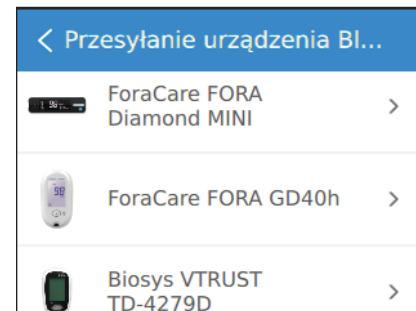 Przesyłanie urządzenia Bl...
ForaCare FORA
Diamond MINI
ForaCare FORA GD40h
Biosys VTRUST
TD-4279D